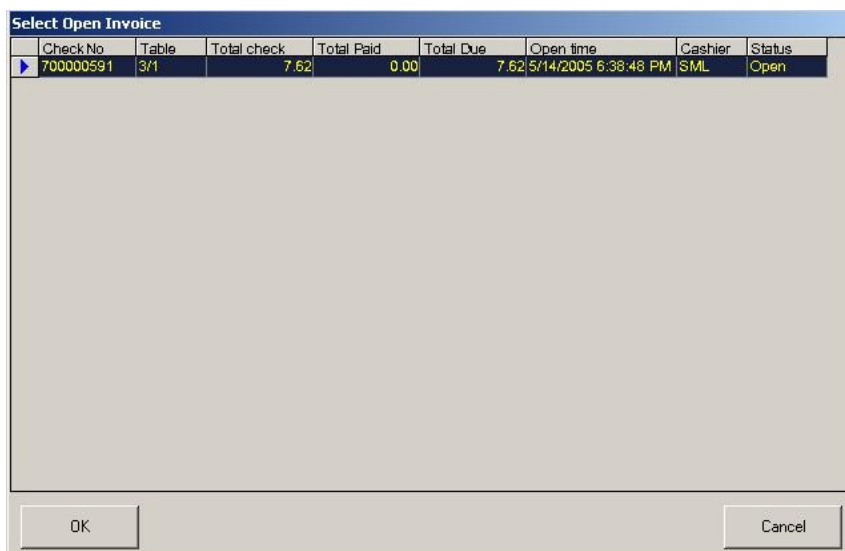 Select Open Invoice
Check No Table Total check Total Paid Total Due Open time Cashier Status
700000591 3/1 7.62 0.00 7.62 5/14/2005 6:38:48 PM SML Open
OK Cancel